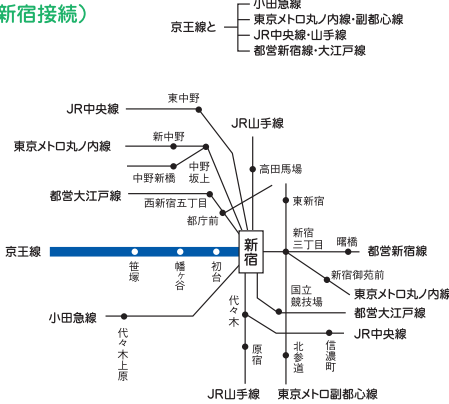 新宿接続）
京王線と
小田急線
東京メトロ丸ノ内線・副都心線
JR中央線・山手線
都営新宿線・大江戸線
JR中央線
東中野
JR山手線
東京メトロ丸ノ内線
新中野
中野新橋
中野
坂上
高田馬場
都営大江戸線
西新宿五丁目
都庁前
東新宿
京王線
笹塚
幡ヶ谷
初台
新宿
新宿
三丁目
曙橋
都営新宿線
新宿御苑前
東京メトロ丸ノ内線
国立
競技場
都営大江戸線
小田急線
代々木上原
代々木
原宿
北参道
信濃町
JR中央線
JR山手線
東京メトロ副都心線